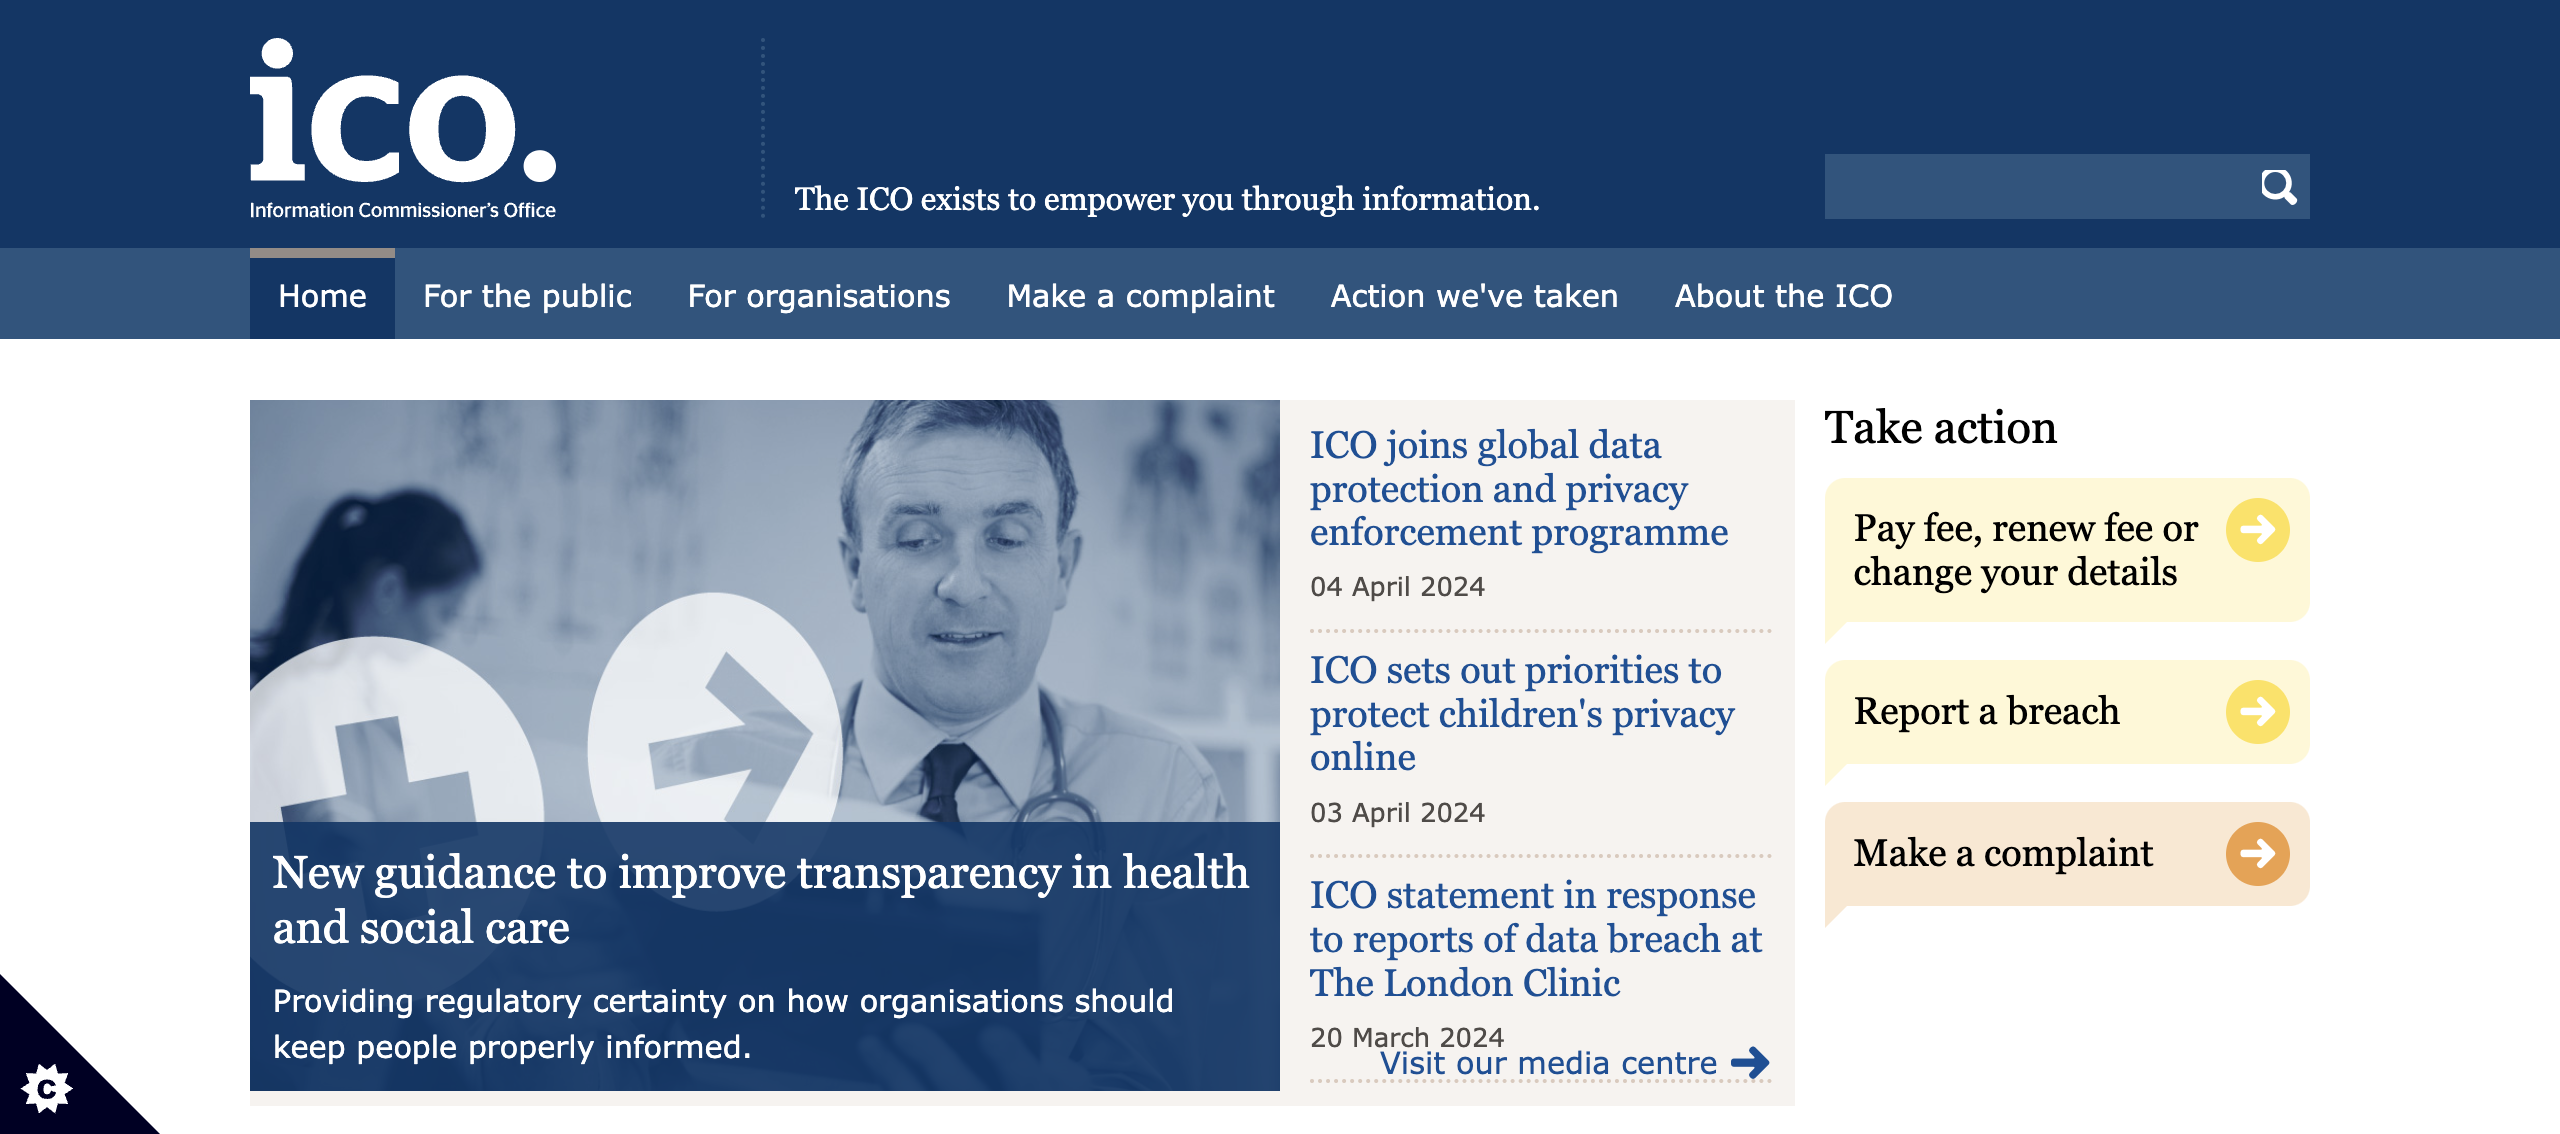 ico.
Information Commissioner's Office
The ICO exists to empower you through information.
Home
For the public
For organisations
Make a complaint
Action we've taken
About the ICO
New guidance to improve transparency in health
and social care
Providing regulatory certainty on how organisations should
keep people properly informed.
ICO joins global data
protection and privacy
enforcement programme
04 April 2024
ICO sets out priorities to
protect children's privacy
online
03 April 2024
ICO statement in response
to reports of data breach at
The London Clinic
20 March 2024
Visit our media centre
Take action
Pay fee, renew fee or
change your details
Report a breach
Make a complaint
C